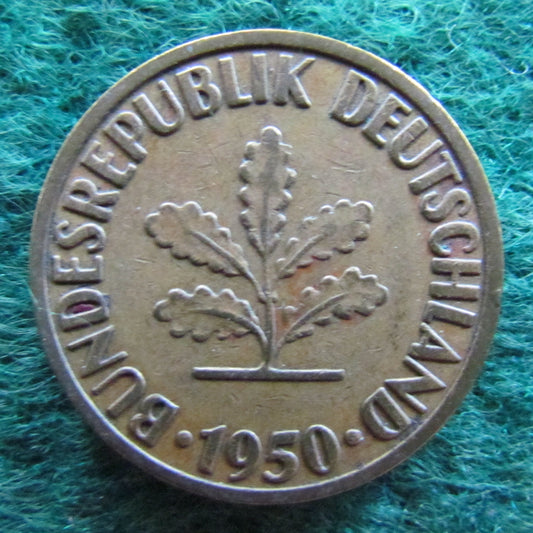 BUNDESREPUBLIK DEUTSCHLAND
· 1950 ·